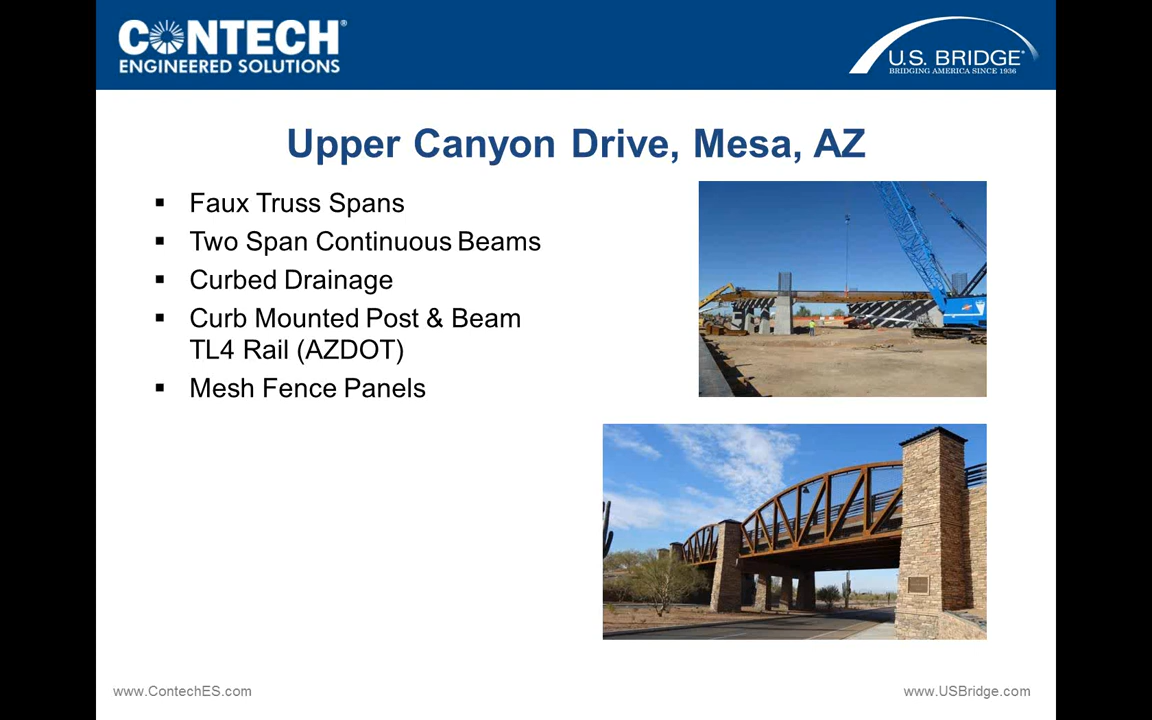 CONTECH®
ENGINEERED SOLUTIONS
U.S. BRIDGE®
BRIDGING AMERICA SINCE 1936
Upper Canyon Drive, Mesa, AZ
▪ Faux Truss Spans
▪ Two Span Continuous Beams
▪ Curbed Drainage
▪ Curb Mounted Post & Beam
TL4 Rail (AZDOT)
▪ Mesh Fence Panels
www.ContechES.com
www.USBridge.com